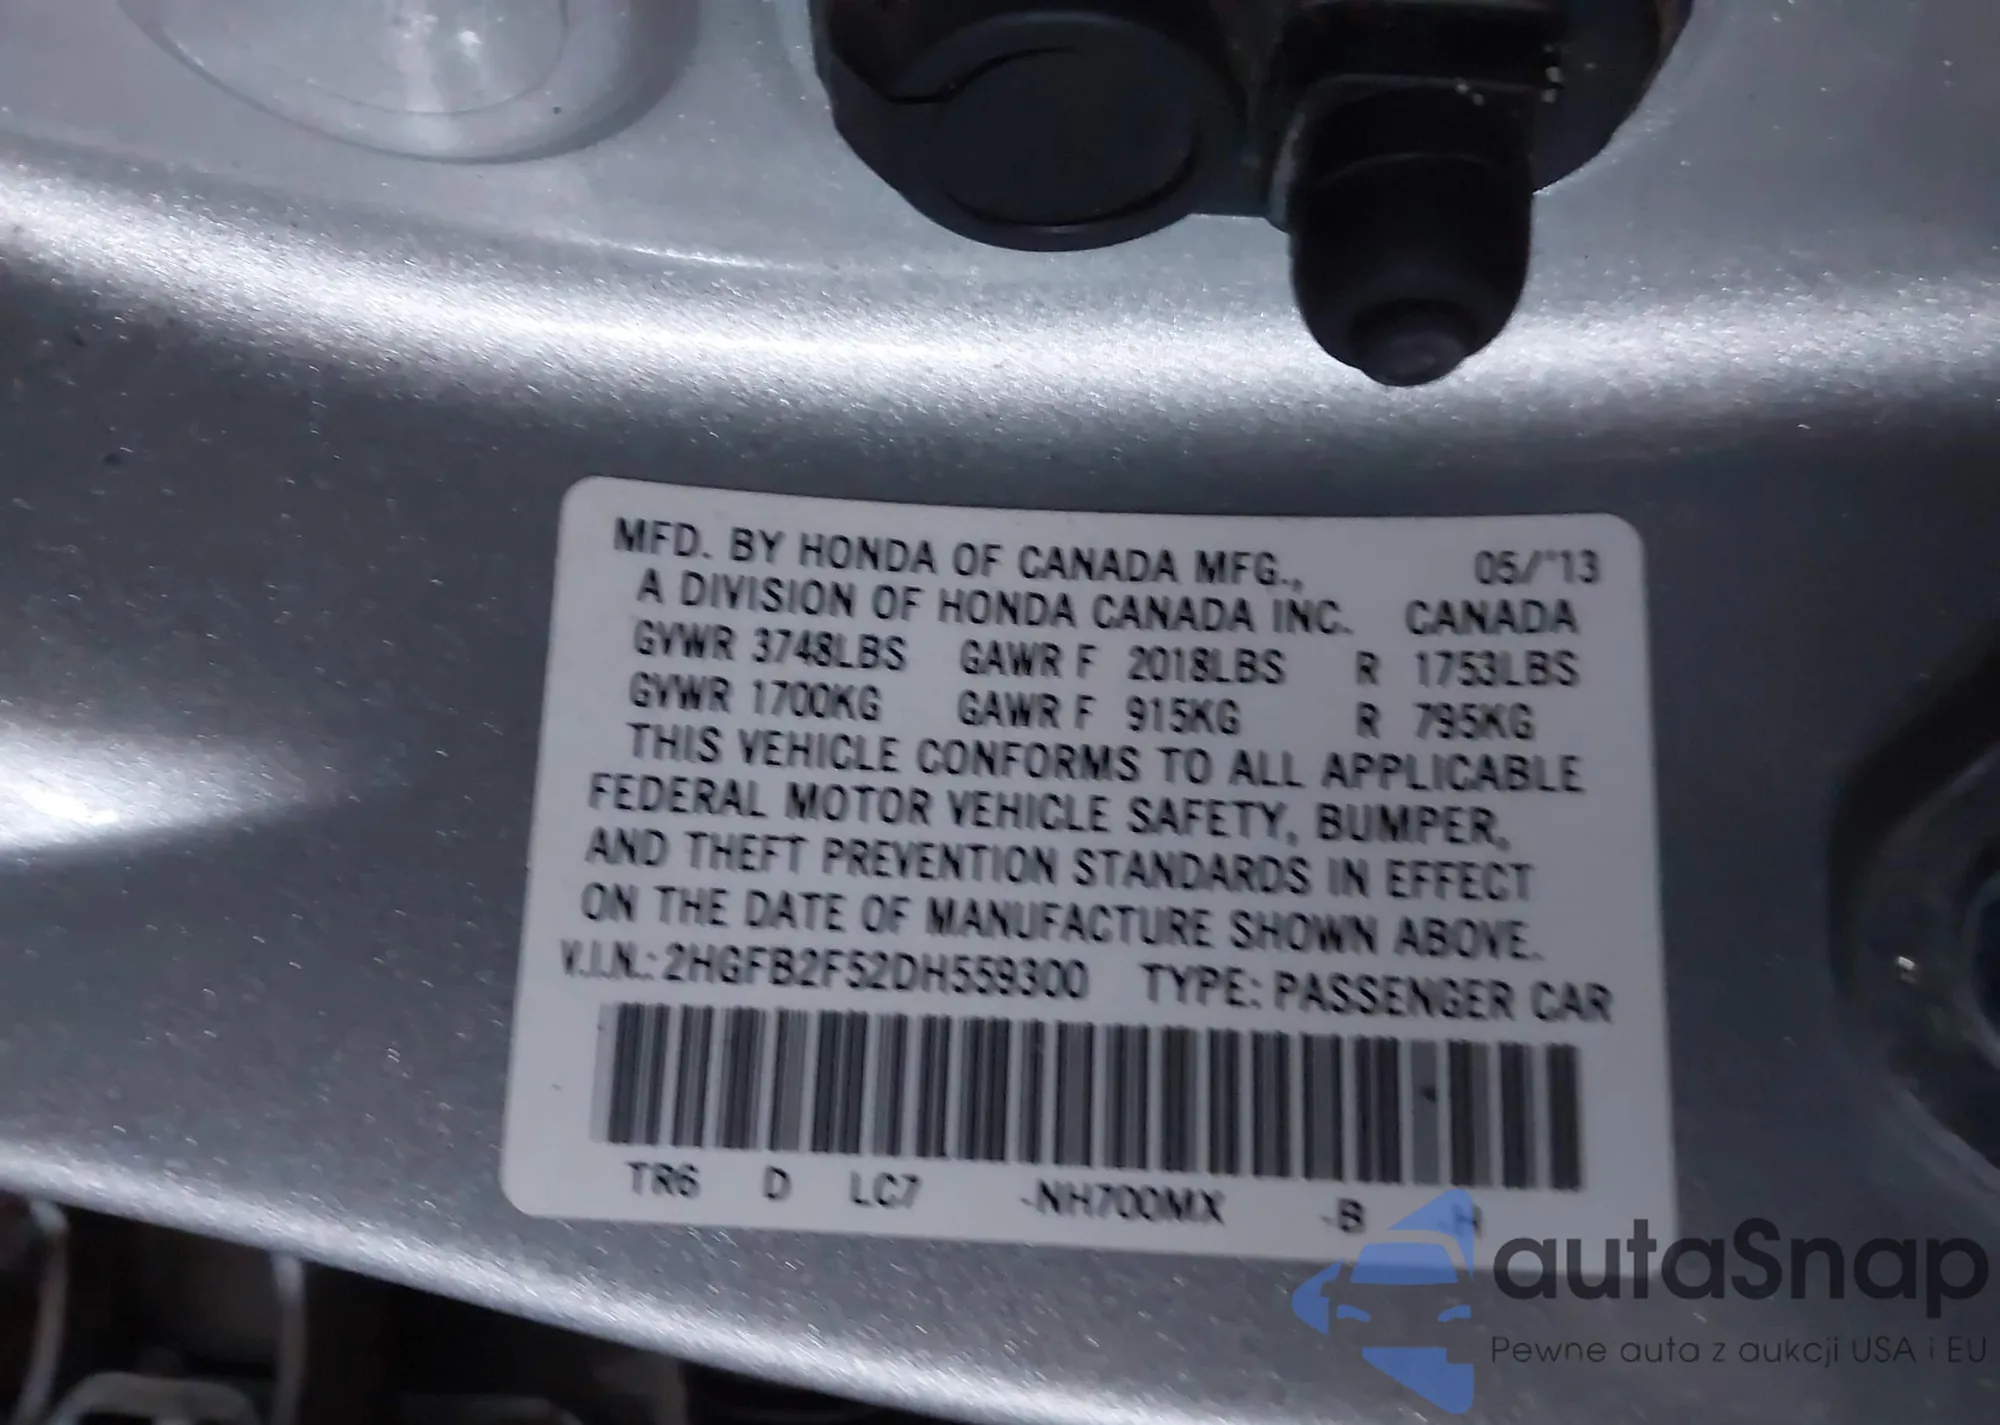 MFD. BY HONDA OF CANADA MFG., 05/"13
A DIVISION OF HONDA CANADA INC. CANADA
GVWR 3748LBS GAWR F 2018LBS R 1753LBS
GVWR 1700KG GAWR F 915KG R 795KG
THIS VEHICLE CONFORMS TO ALL APPLICABLE
FEDERAL MOTOR VEHICLE SAFETY, BUMPER,
AND THEFT PREVENTION STANDARDS IN EFFECT
ON THE DATE OF MANUFACTURE SHOWN ABOVE.
V.I.N.: 2HGFB2F52DH559300 TYPE: PASSENGER CAR
TR6 D LC7 -NH700MX -B -H
autaSnap
Pewne auta z aukcji USA i EU